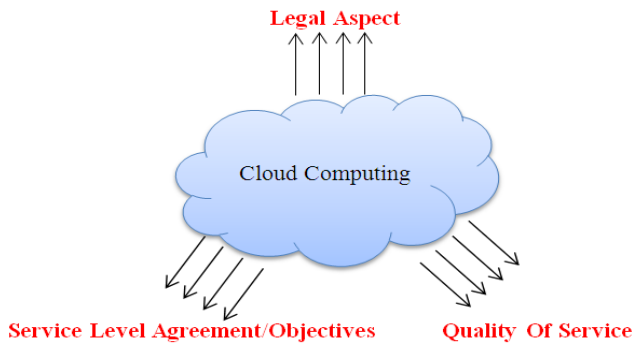 Legal Aspect
Cloud Computing
Service Level Agreement/Objectives
Quality Of Service